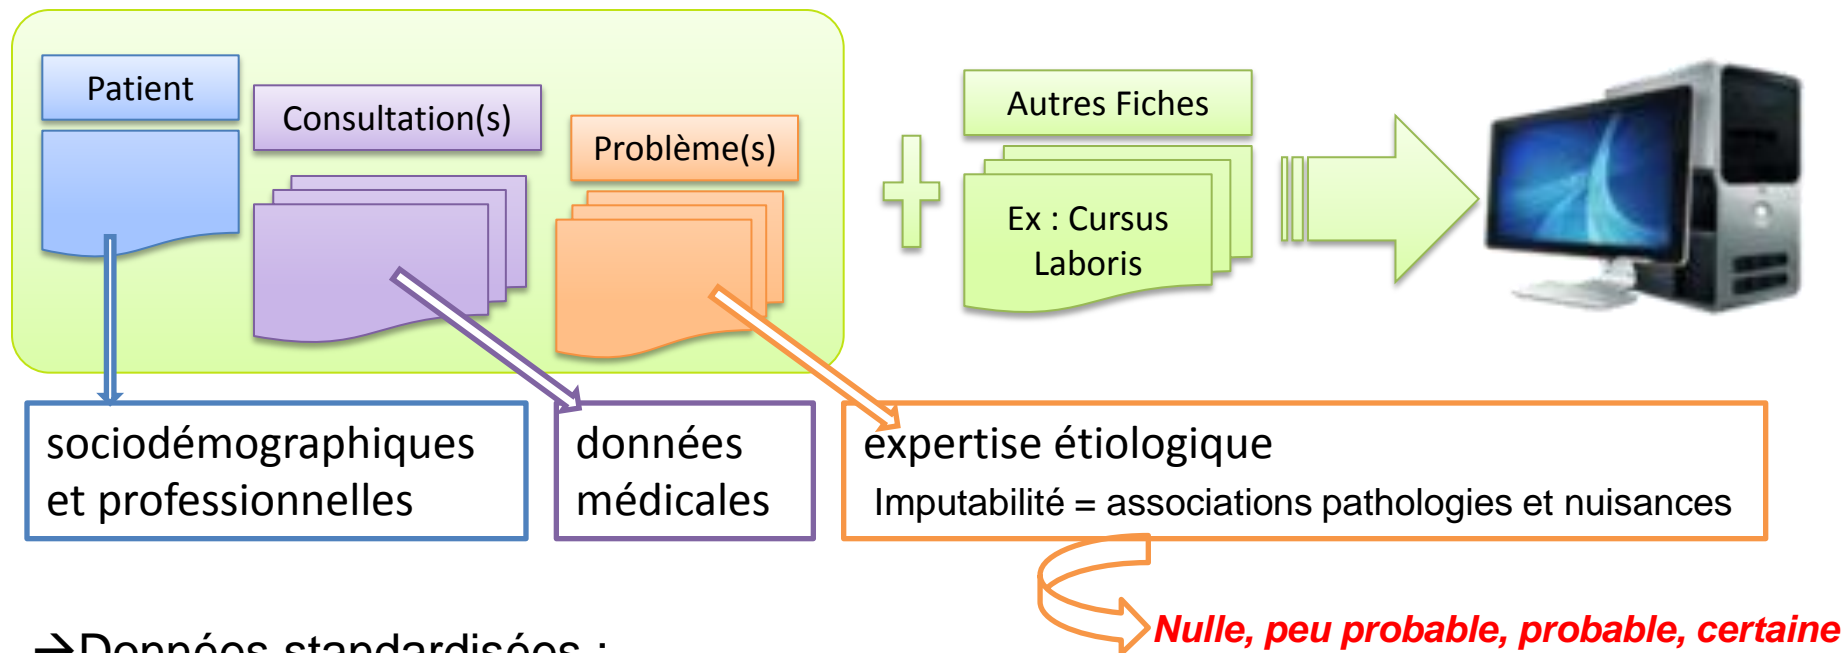 Patient
Consultation(s)
Problème(s)
Autres Fiches
Ex : Cursus
Laboris
sociodémographiques
et professionnelles
données
médicales
expertise étiologique
Imputabilité = associations pathologies et nuisances
Nulle, peu probable, probable, certaine
→Données standardisées :